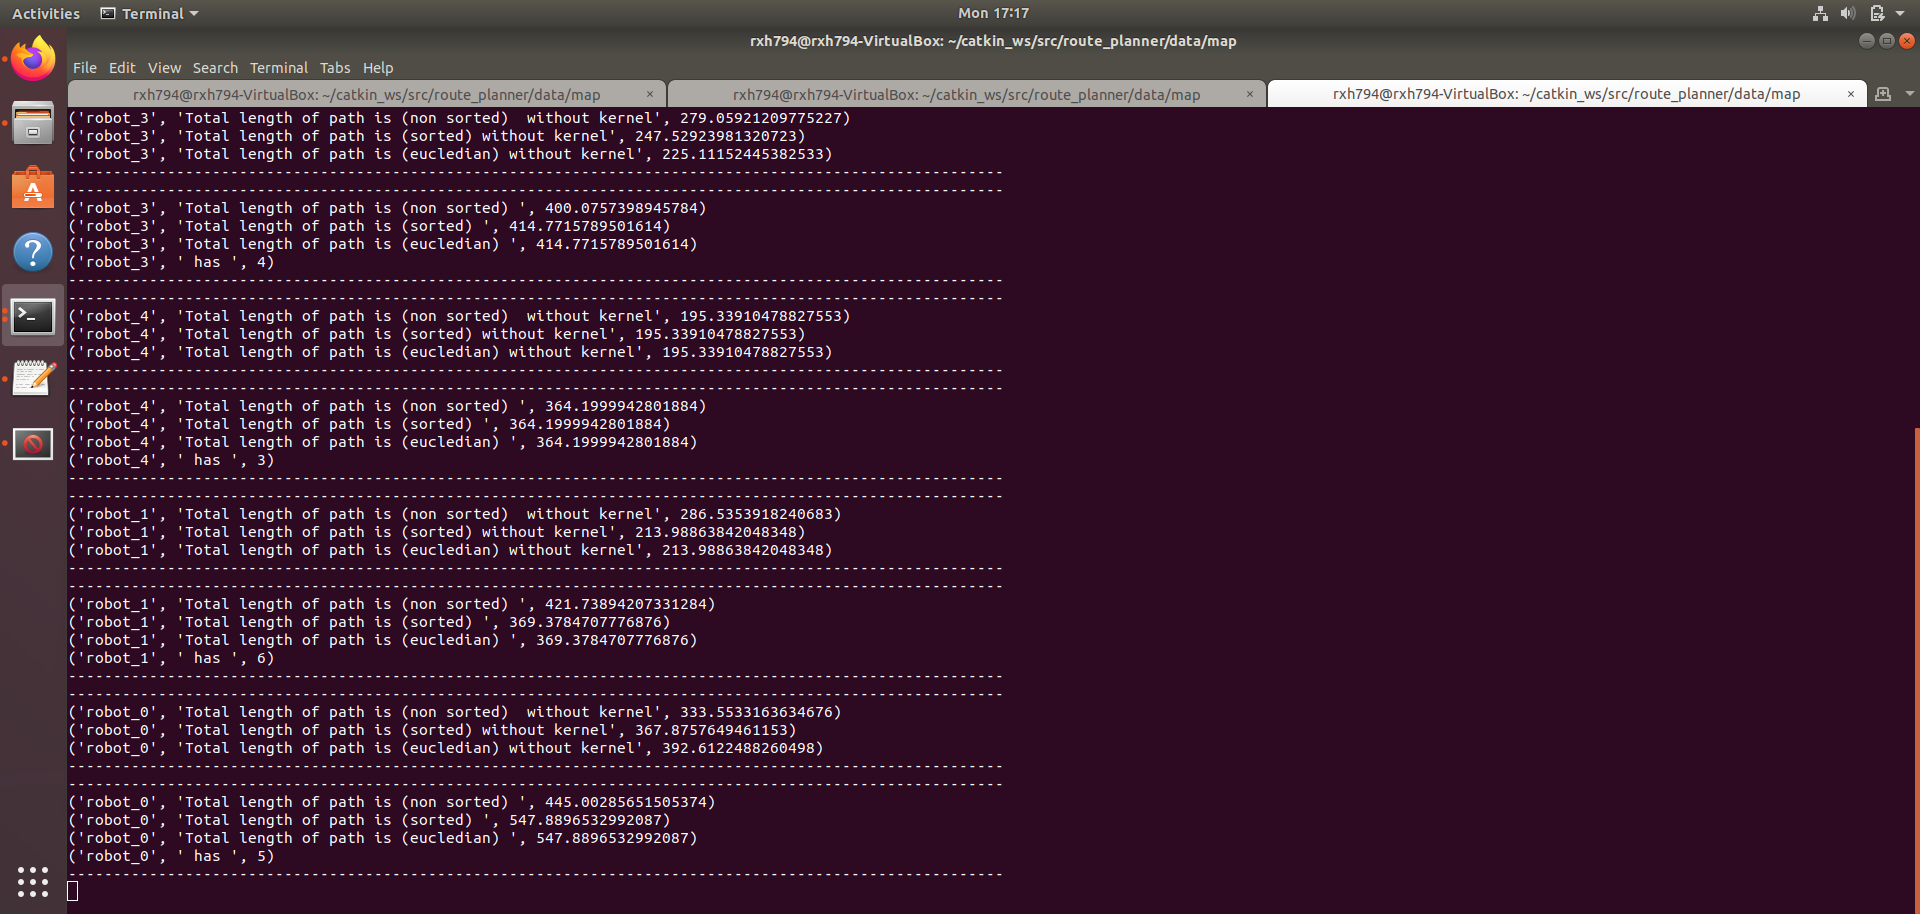 Activities Terminal Mon 17:17
rxh794@rxh794-VirtualBox: ~/catkin_ws/src/route_planner/data/map
File Edit View Search Terminal Tabs Help
rxh794@rxh794-VirtualBox: ~/catkin_ws/src/route_planner/data/map × rxh794@rxh794-VirtualBox: ~/catkin_ws/src/route_planner/data/map × rxh794@rxh794-VirtualBox: ~/catkin_ws/src/route_planner/data/map ×
('robot_3', 'Total length of path is (non sorted)  without kernel', 279.05921209775227)
('robot_3', 'Total length of path is (sorted) without kernel', 247.52923981320723)
('robot_3', 'Total length of path is (eucledian) without kernel', 225.11152445382533)
--------------------------------------------------------------------------------------------------------
--------------------------------------------------------------------------------------------------------
('robot_3', 'Total length of path is (non sorted) ', 400.0757398945784)
('robot_3', 'Total length of path is (sorted) ', 414.7715789501614)
('robot_3', 'Total length of path is (eucledian) ', 414.7715789501614)
('robot_3', ' has ', 4)
--------------------------------------------------------------------------------------------------------
--------------------------------------------------------------------------------------------------------
('robot_4', 'Total length of path is (non sorted)  without kernel', 195.33910478827553)
('robot_4', 'Total length of path is (sorted) without kernel', 195.33910478827553)
('robot_4', 'Total length of path is (eucledian) without kernel', 195.33910478827553)
--------------------------------------------------------------------------------------------------------
--------------------------------------------------------------------------------------------------------
('robot_4', 'Total length of path is (non sorted) ', 364.1999942801884)
('robot_4', 'Total length of path is (sorted) ', 364.1999942801884)
('robot_4', 'Total length of path is (eucledian) ', 364.1999942801884)
('robot_4', ' has ', 3)
--------------------------------------------------------------------------------------------------------
--------------------------------------------------------------------------------------------------------
('robot_1', 'Total length of path is (non sorted)  without kernel', 286.5353918240683)
('robot_1', 'Total length of path is (sorted) without kernel', 213.98863842048348)
('robot_1', 'Total length of path is (eucledian) without kernel', 213.98863842048348)
--------------------------------------------------------------------------------------------------------
--------------------------------------------------------------------------------------------------------
('robot_1', 'Total length of path is (non sorted) ', 421.73894207331284)
('robot_1', 'Total length of path is (sorted) ', 369.3784707776876)
('robot_1', 'Total length of path is (eucledian) ', 369.3784707776876)
('robot_1', ' has ', 6)
--------------------------------------------------------------------------------------------------------
--------------------------------------------------------------------------------------------------------
('robot_0', 'Total length of path is (non sorted)  without kernel', 333.5533163634676)
('robot_0', 'Total length of path is (sorted) without kernel', 367.8757649461153)
('robot_0', 'Total length of path is (eucledian) without kernel', 392.6122488260498)
--------------------------------------------------------------------------------------------------------
--------------------------------------------------------------------------------------------------------
('robot_0', 'Total length of path is (non sorted) ', 445.00285651505374)
('robot_0', 'Total length of path is (sorted) ', 547.8896532992087)
('robot_0', 'Total length of path is (eucledian) ', 547.8896532992087)
('robot_0', ' has ', 5)
--------------------------------------------------------------------------------------------------------